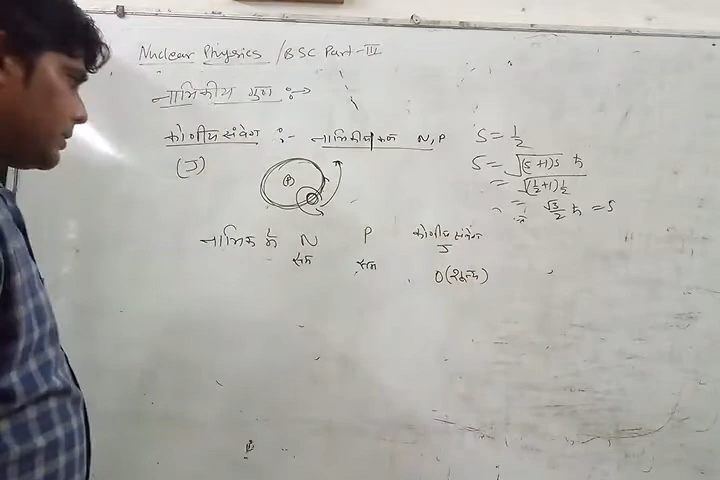 Nuclear Physics / BSC Part-III
नाभिकीय गुण :→
कोणीय संवेग :- नाभिकीय कण N, P
(J)
P
S = 1/2
S = √(s+1)s ħ
= √(1/2+1)1/2
= √3/2 ħ = S
नाभिक में N P कोणीय संवेग
J
सम सम 0(शून्य)